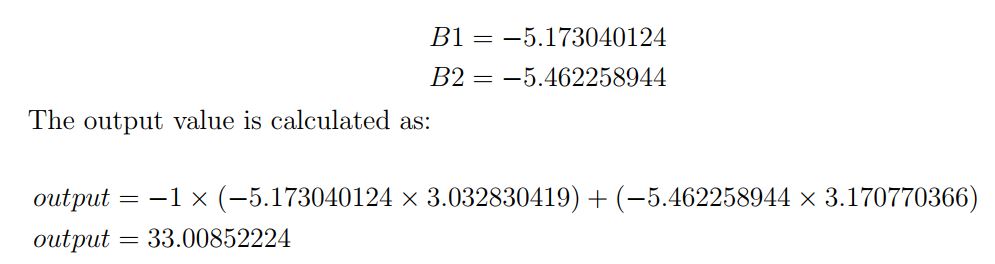 B1 = −5.173040124
B2 = −5.462258944
The output value is calculated as:
output = −1 × (−5.173040124 × 3.032830419) + (−5.462258944 × 3.170770366)
output = 33.00852224